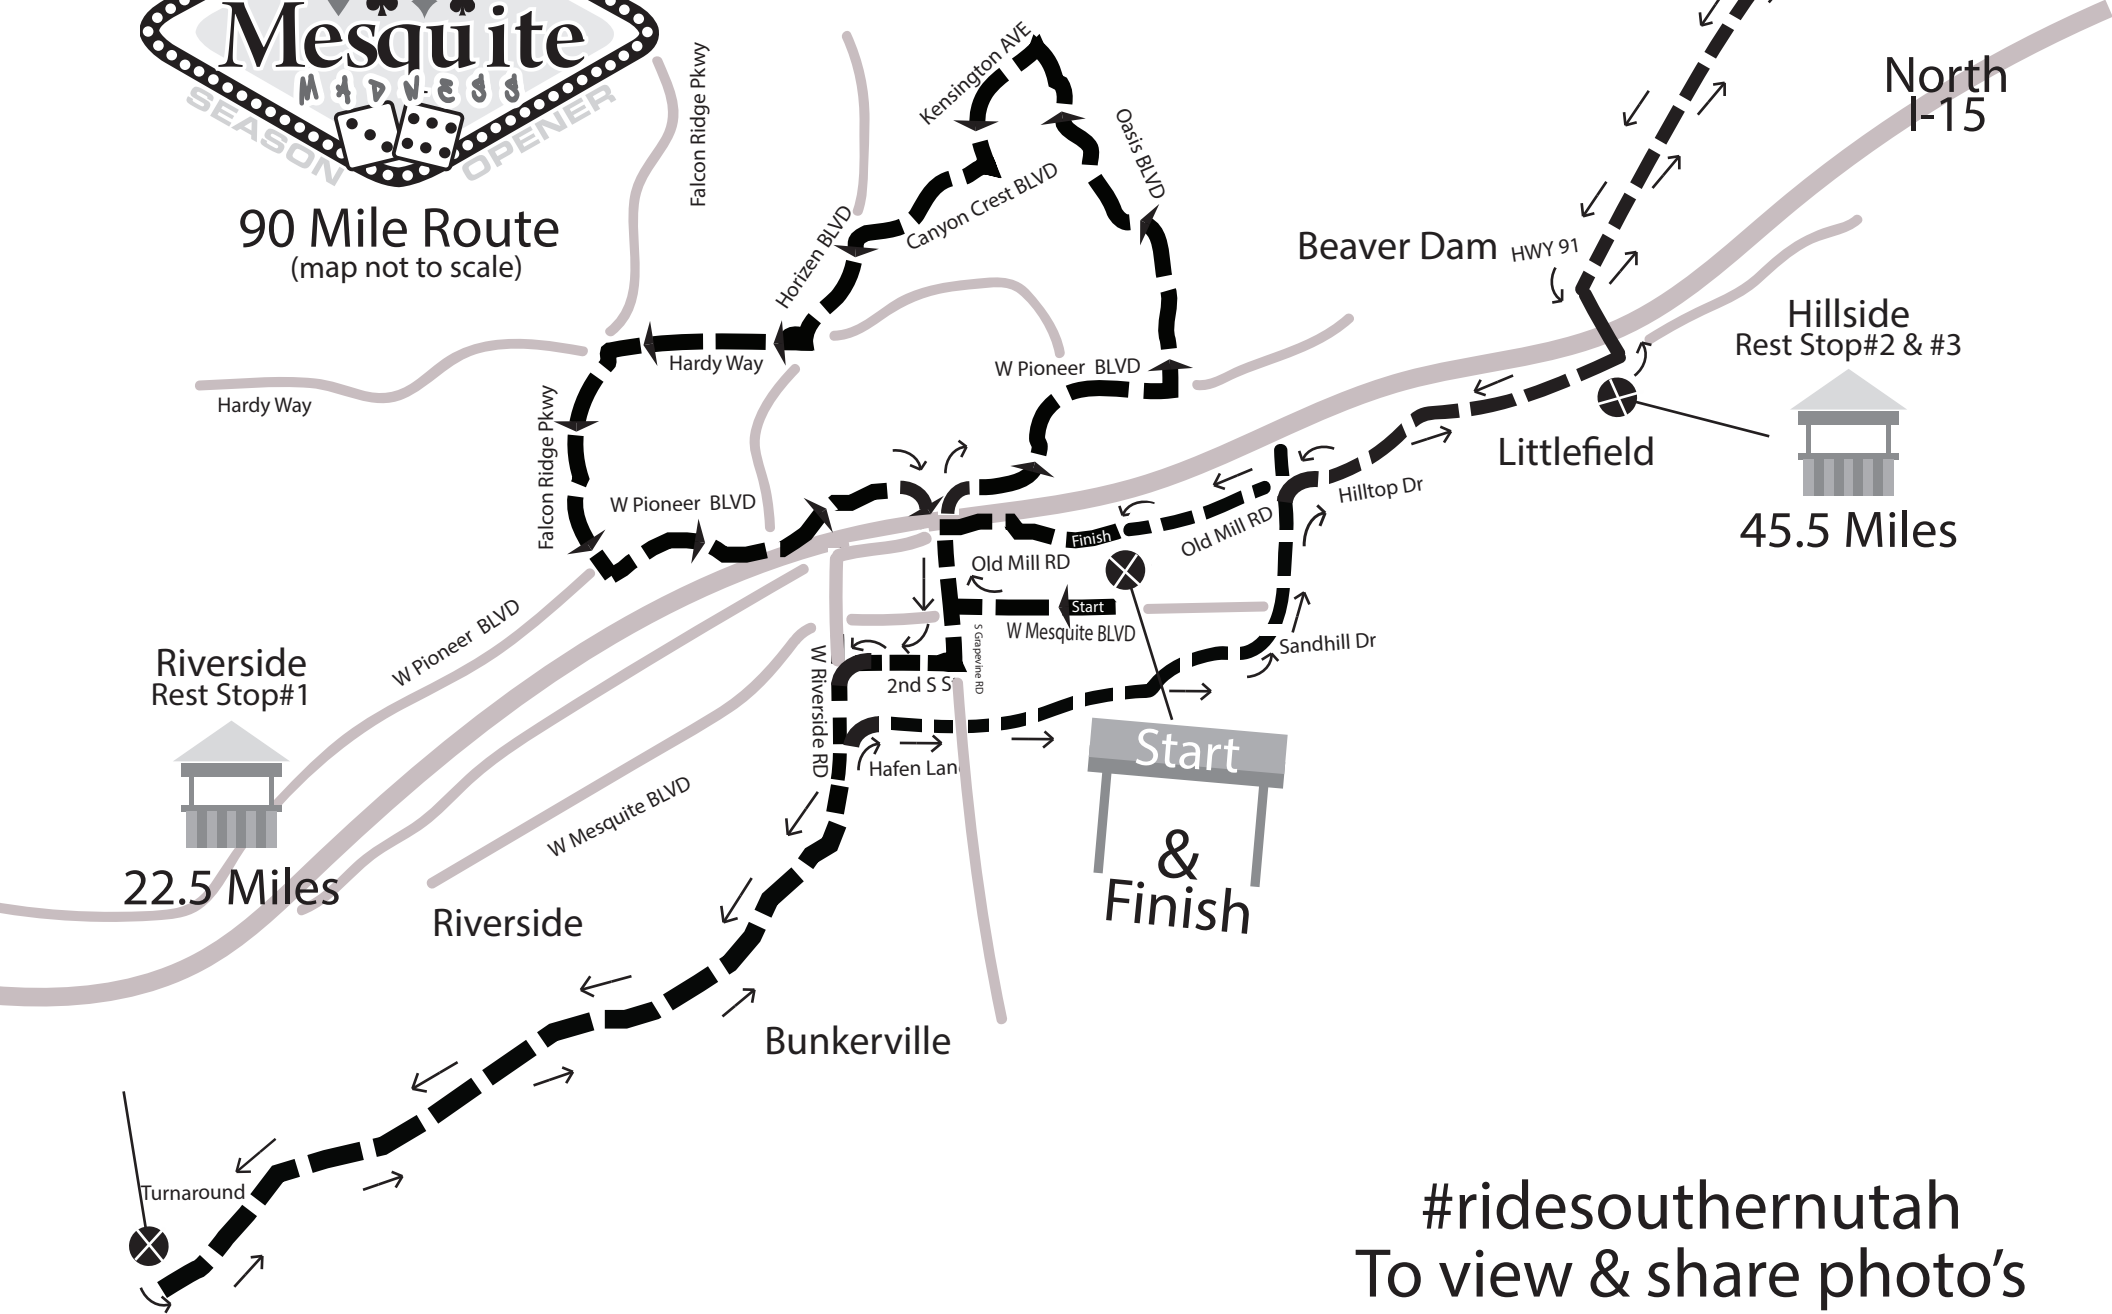 Mesquite
MADNESS
SEASON OPENER
90 Mile Route
(map not to scale)
Falcon Ridge Pkwy
Kensington AVE
Oasis BLVD
Canyon Crest BLVD
Horizen BLVD
North
I-15
Beaver Dam
HWY 91
Hillside
Rest Stop#2 & #3
45.5 Miles
Hardy Way
Hardy Way
W Pioneer BLVD
Falcon Ridge Pkwy
W Pioneer BLVD
Littlefield
Hilltop Dr
Old Mill RD
Finish
Old Mill RD
Start
W Mesquite BLVD
S Grapevine RD
Sandhill Dr
W Pioneer BLVD
Riverside
Rest Stop#1
22.5 Miles
W Riverside RD
2nd S S
Hafen Lan
Start
&
Finish
W Mesquite BLVD
Riverside
Bunkerville
Turnaround
#ridesouthernutah
To view & share photo's